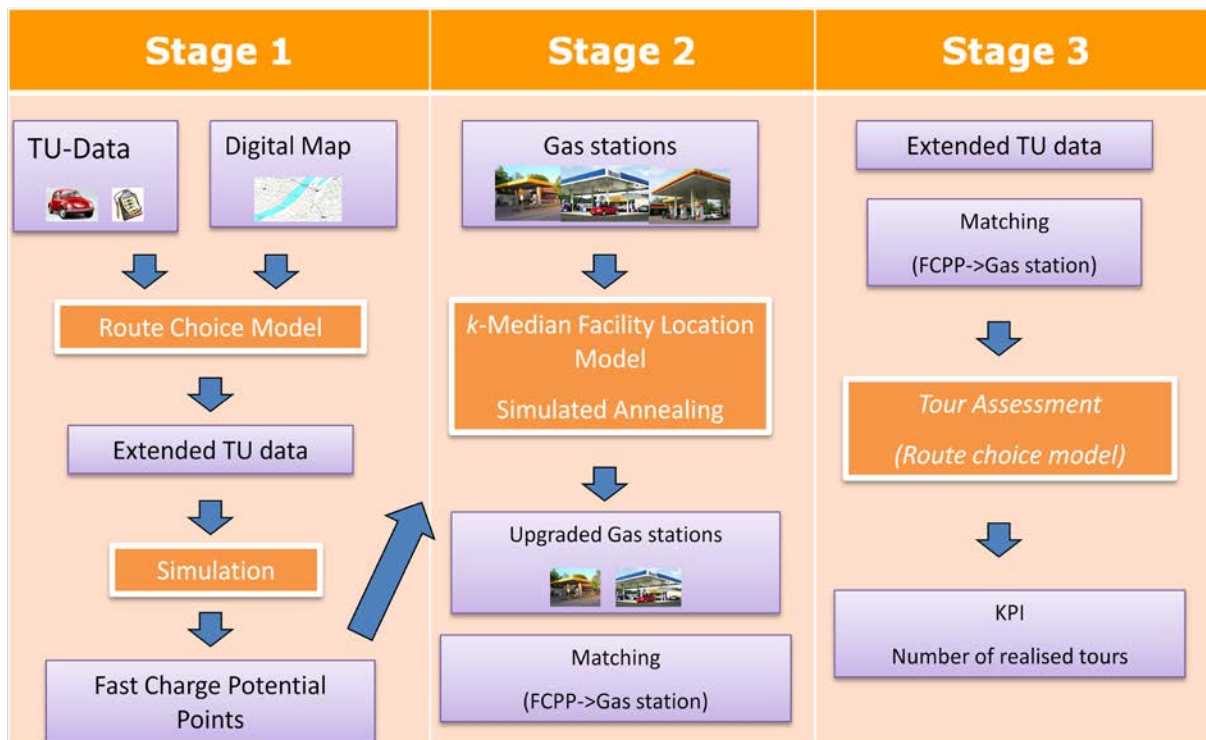 Stage 1
Stage 2
Stage 3
TU-Data
Digital Map
Route Choice Model
Extended TU data
Simulation
Fast Charge Potential
Points
Gas stations
k-Median Facility Location
Model
Simulated Annealing
Upgraded Gas stations
Matching
(FCPP->Gas station)
Extended TU data
Matching
(FCPP->Gas station)
Tour Assessment
(Route choice model)
KPI
Number of realised tours